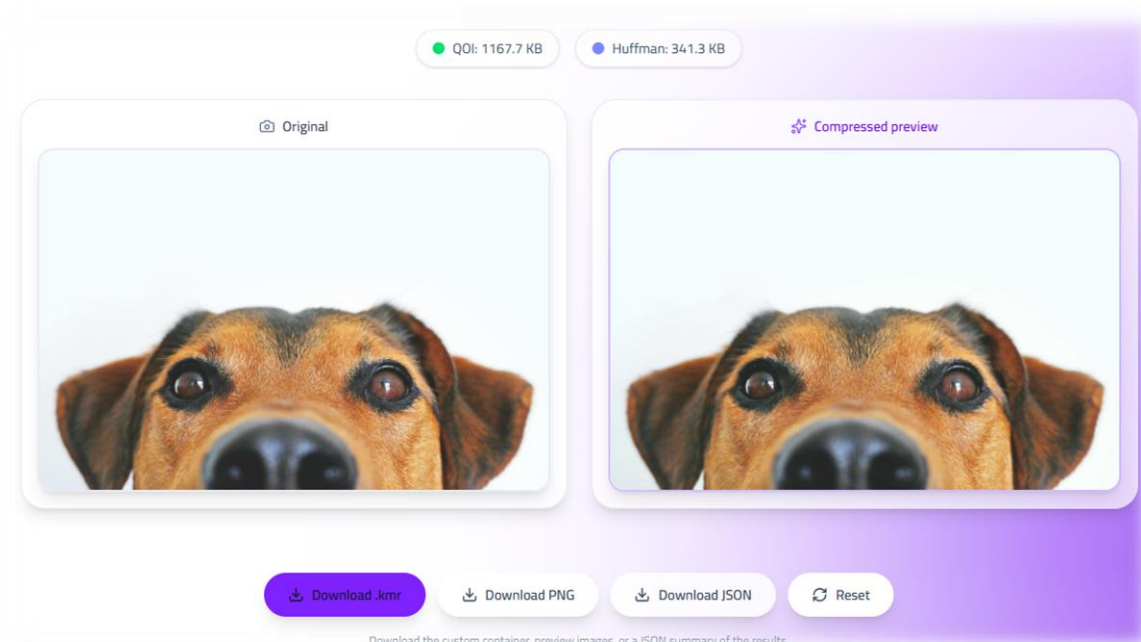 QOI: 1167.7 KB Huffman: 341.3 KB
Original
Compressed preview
Download .kmr Download PNG Download JSON Reset
Download the custom container, preview images, or a JSON summary of the results